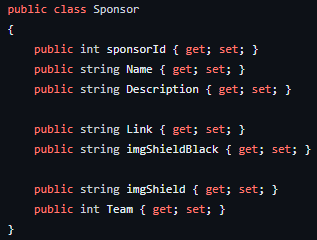 public class Sponsor
{
    public int sponsorId { get; set; }
    public string Name { get; set; }
    public string Description { get; set; }
    public string Link { get; set; }
    public string imgShieldBlack { get; set; }
    public string imgShield { get; set; }
    public int Team { get; set; }
}